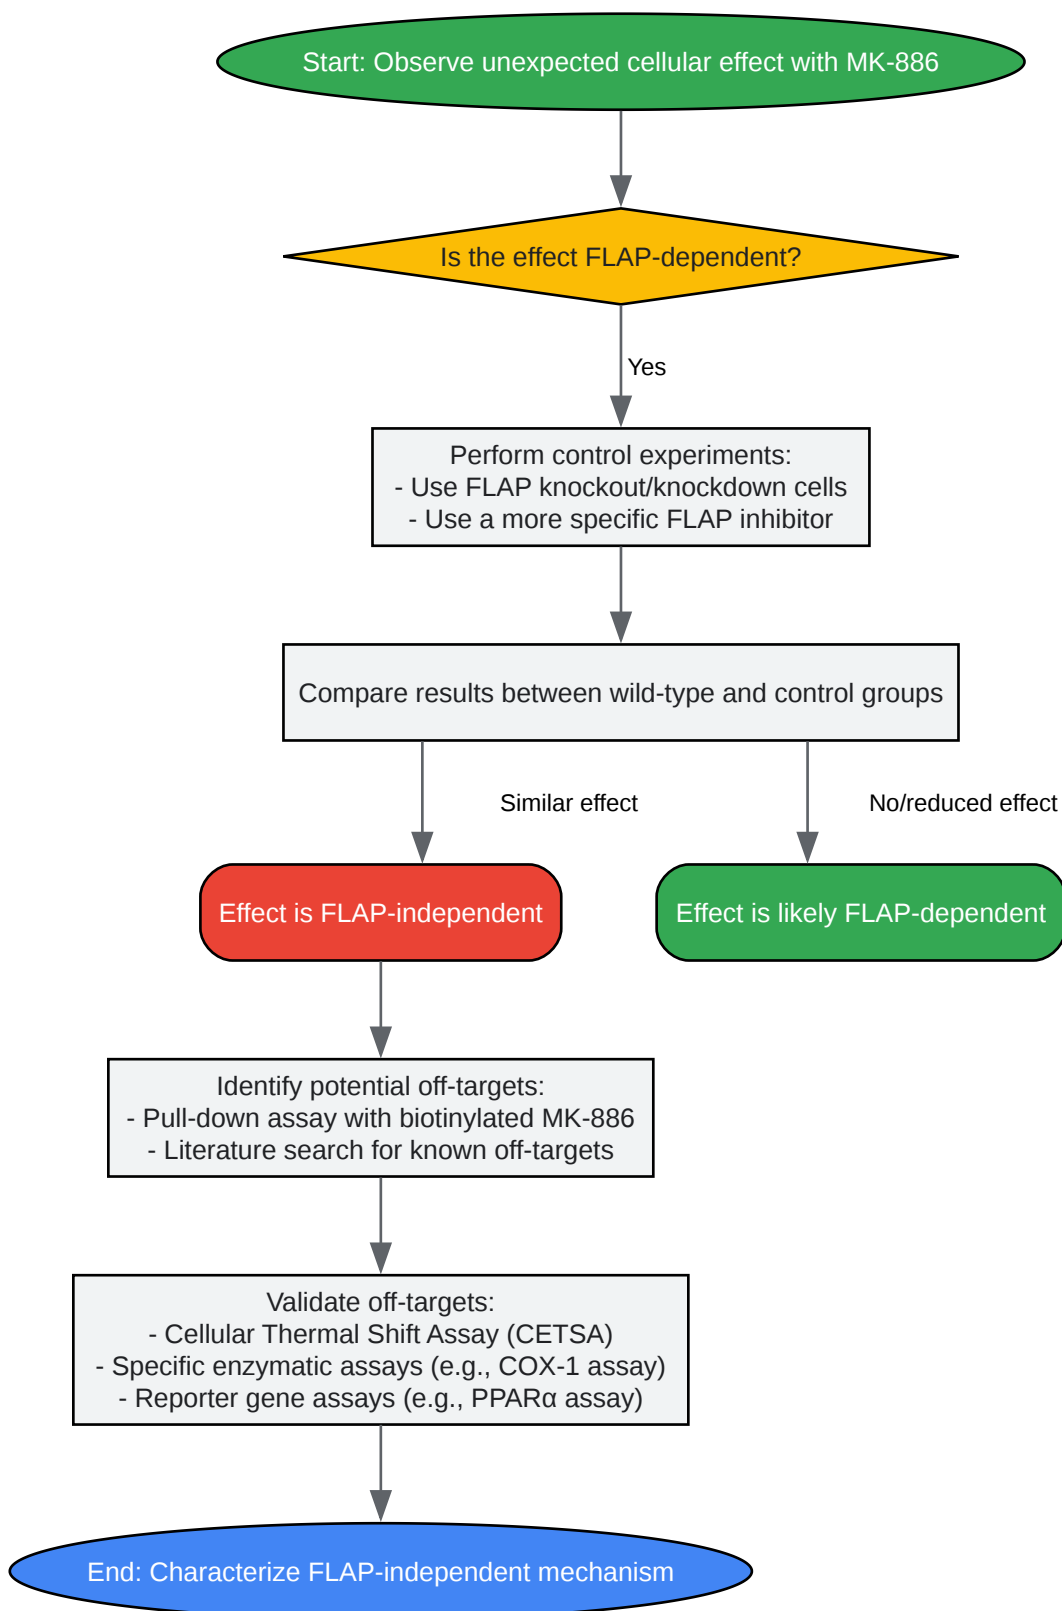 Start: Observe unexpected cellular effect with MK-886
Is the effect FLAP-dependent?
Yes
Perform control experiments:
- Use FLAP knockout/knockdown cells
- Use a more specific FLAP inhibitor
Compare results between wild-type and control groups
Similar effect
No/reduced effect
Effect is FLAP-independent
Effect is likely FLAP-dependent
Identify potential off-targets:
- Pull-down assay with biotinylated MK-886
- Literature search for known off-targets
Validate off-targets:
- Cellular Thermal Shift Assay (CETSA)
- Specific enzymatic assays (e.g., COX-1 assay)
- Reporter gene assays (e.g., PPARα assay)
End: Characterize FLAP-independent mechanism